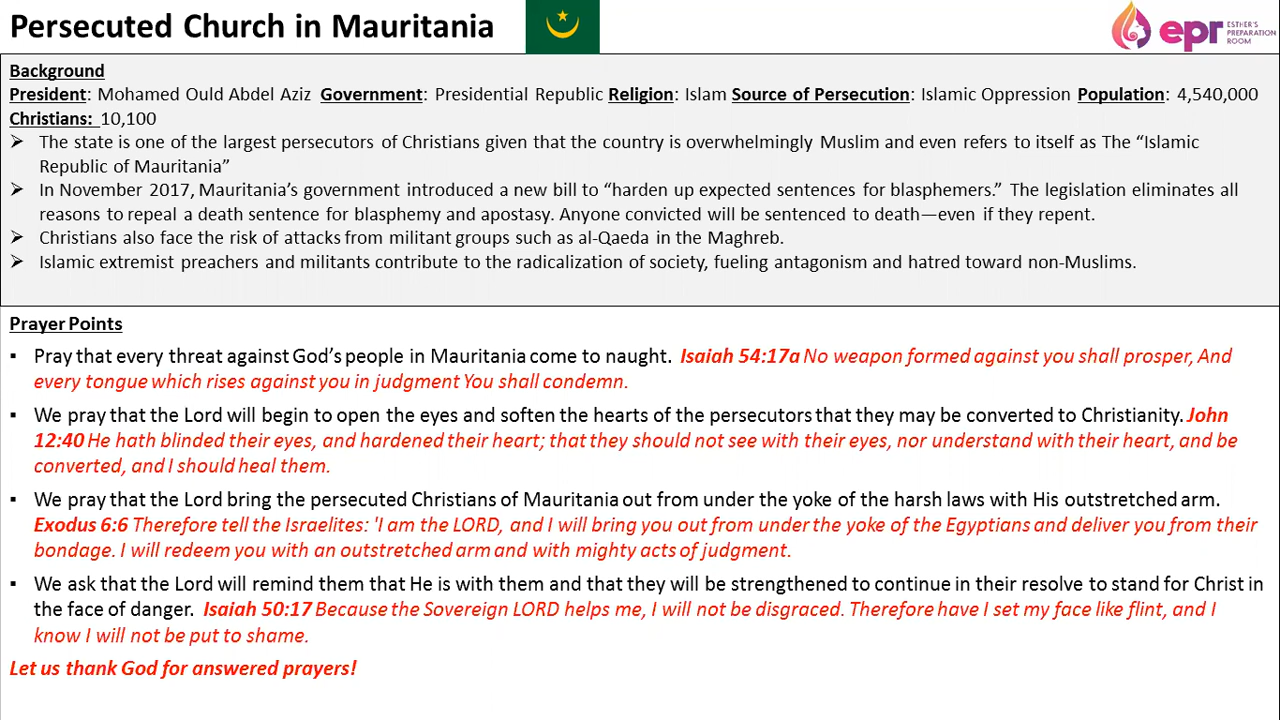 Persecuted Church in Mauritania
epr ESTHER'S
PREPARATION
ROOM
Background
President: Mohamed Ould Abdel Aziz Government: Presidential Republic Religion: Islam Source of Persecution: Islamic Oppression Population: 4,540,000
Christians: 10,100
➢ The state is one of the largest persecutors of Christians given that the country is overwhelmingly Muslim and even refers to itself as The “Islamic
Republic of Mauritania”
➢ In November 2017, Mauritania’s government introduced a new bill to “harden up expected sentences for blasphemers.” The legislation eliminates all
reasons to repeal a death sentence for blasphemy and apostasy. Anyone convicted will be sentenced to death—even if they repent.
➢ Christians also face the risk of attacks from militant groups such as al-Qaeda in the Maghreb.
➢ Islamic extremist preachers and militants contribute to the radicalization of society, fueling antagonism and hatred toward non-Muslims.
Prayer Points
▪ Pray that every threat against God’s people in Mauritania come to naught. Isaiah 54:17a No weapon formed against you shall prosper, And
every tongue which rises against you in judgment You shall condemn.
▪ We pray that the Lord will begin to open the eyes and soften the hearts of the persecutors that they may be converted to Christianity. John
12:40 He hath blinded their eyes, and hardened their heart; that they should not see with their eyes, nor understand with their heart, and be
converted, and I should heal them.
▪ We pray that the Lord bring the persecuted Christians of Mauritania out from under the yoke of the harsh laws with His outstretched arm.
Exodus 6:6 Therefore tell the Israelites: 'I am the LORD, and I will bring you out from under the yoke of the Egyptians and deliver you from their
bondage. I will redeem you with an outstretched arm and with mighty acts of judgment.
▪ We ask that the Lord will remind them that He is with them and that they will be strengthened to continue in their resolve to stand for Christ in
the face of danger. Isaiah 50:17 Because the Sovereign LORD helps me, I will not be disgraced. Therefore have I set my face like flint, and I
know I will not be put to shame.
Let us thank God for answered prayers!